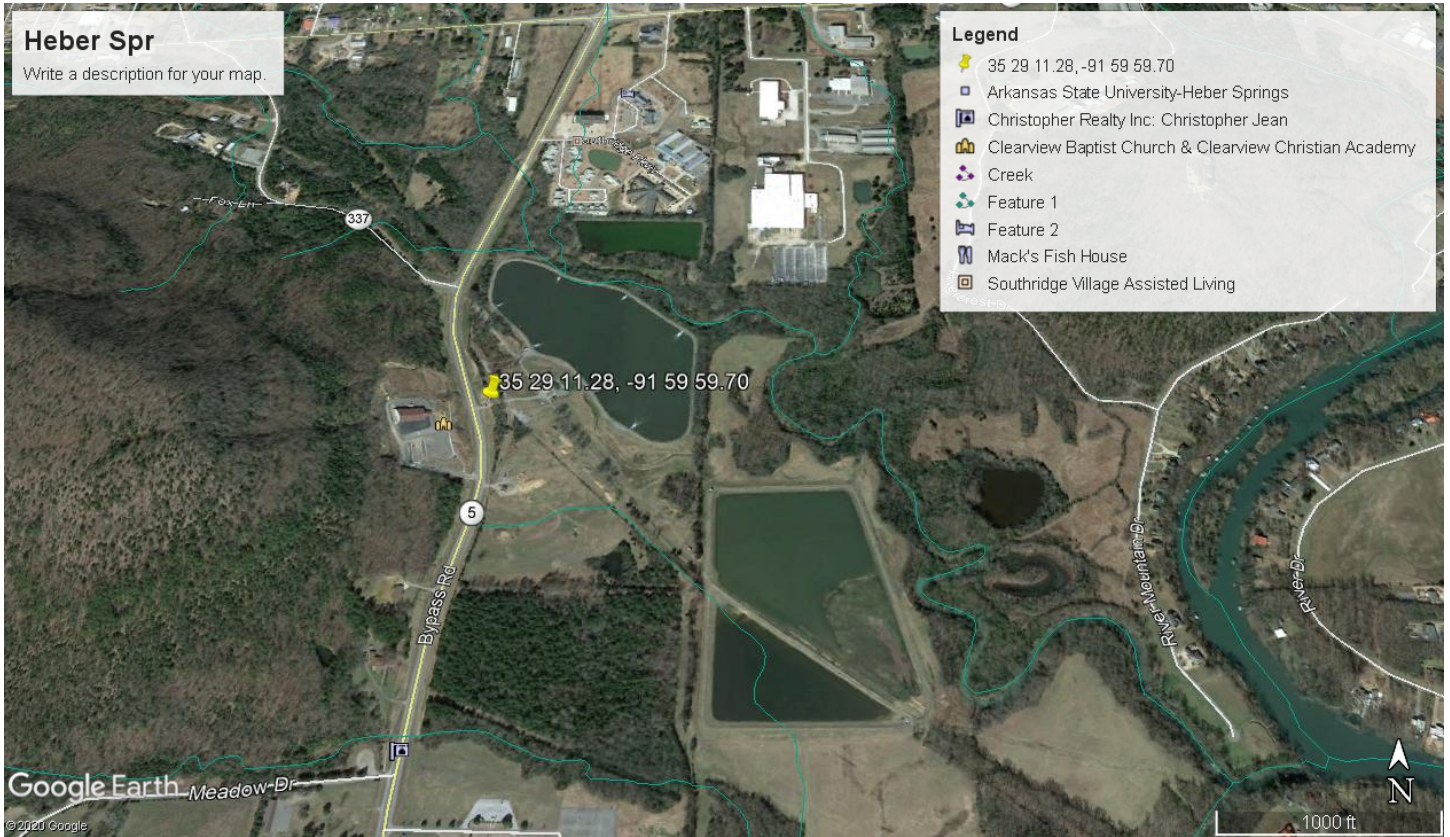 Heber Spr
Write a description for your map.
Legend
35 29 11.28, -91 59 59.70
Arkansas State University-Heber Springs
Christopher Realty Inc: Christopher Jean
Clearview Baptist Church & Clearview Christian Academy
Creek
Feature 1
Feature 2
Mack's Fish House
Southridge Village Assisted Living
Fox Ln
337
35 29 11.28, -91 59 59.70
5
Bypass Rd
River Mountain Dr
River Dr
Meadow Dr
Google Earth
©2020 Google
N
1000 ft